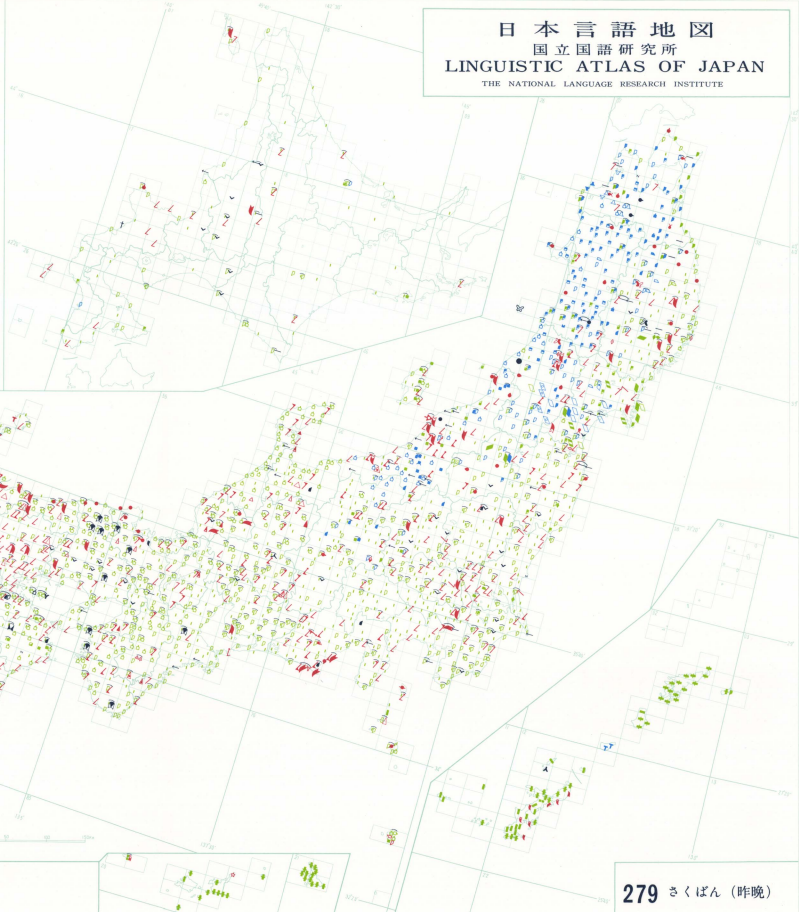 日本言語地図
国立国語研究所
LINGUISTIC ATLAS OF JAPAN
THE NATIONAL LANGUAGE RESEARCH INSTITUTE
279 さくばん（昨晩）